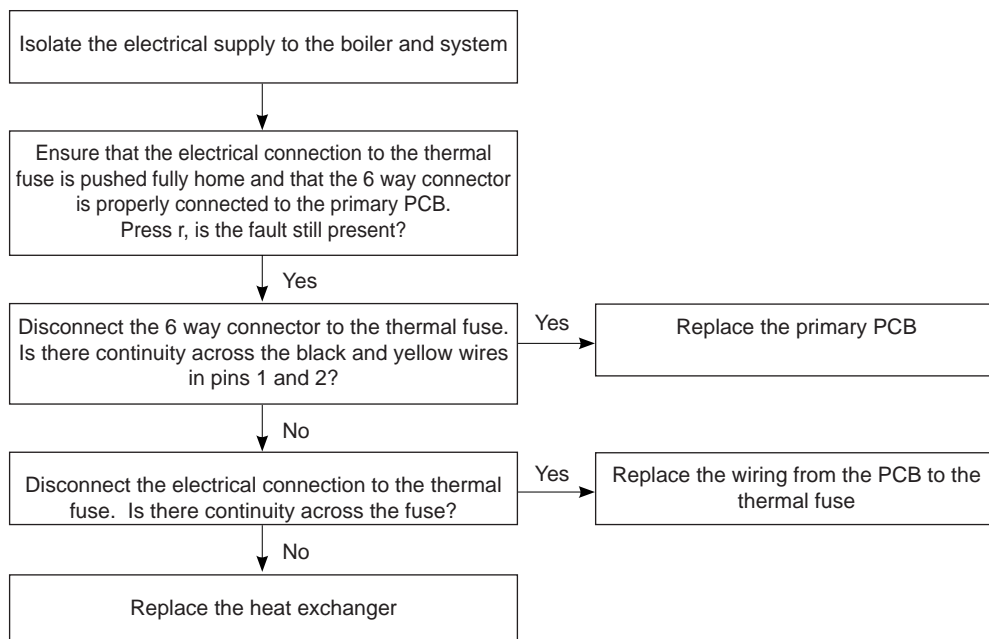 Isolate the electrical supply to the boiler and system
Ensure that the electrical connection to the thermal
fuse is pushed fully home and that the 6 way connector
is properly connected to the primary PCB.
Press r, is the fault still present?
Yes
Disconnect the 6 way connector to the thermal fuse.
Is there continuity across the black and yellow wires
in pins 1 and 2?
Yes
Replace the primary PCB
No
Disconnect the electrical connection to the thermal
fuse. Is there continuity across the fuse?
Yes
Replace the wiring from the PCB to the
thermal fuse
No
Replace the heat exchanger